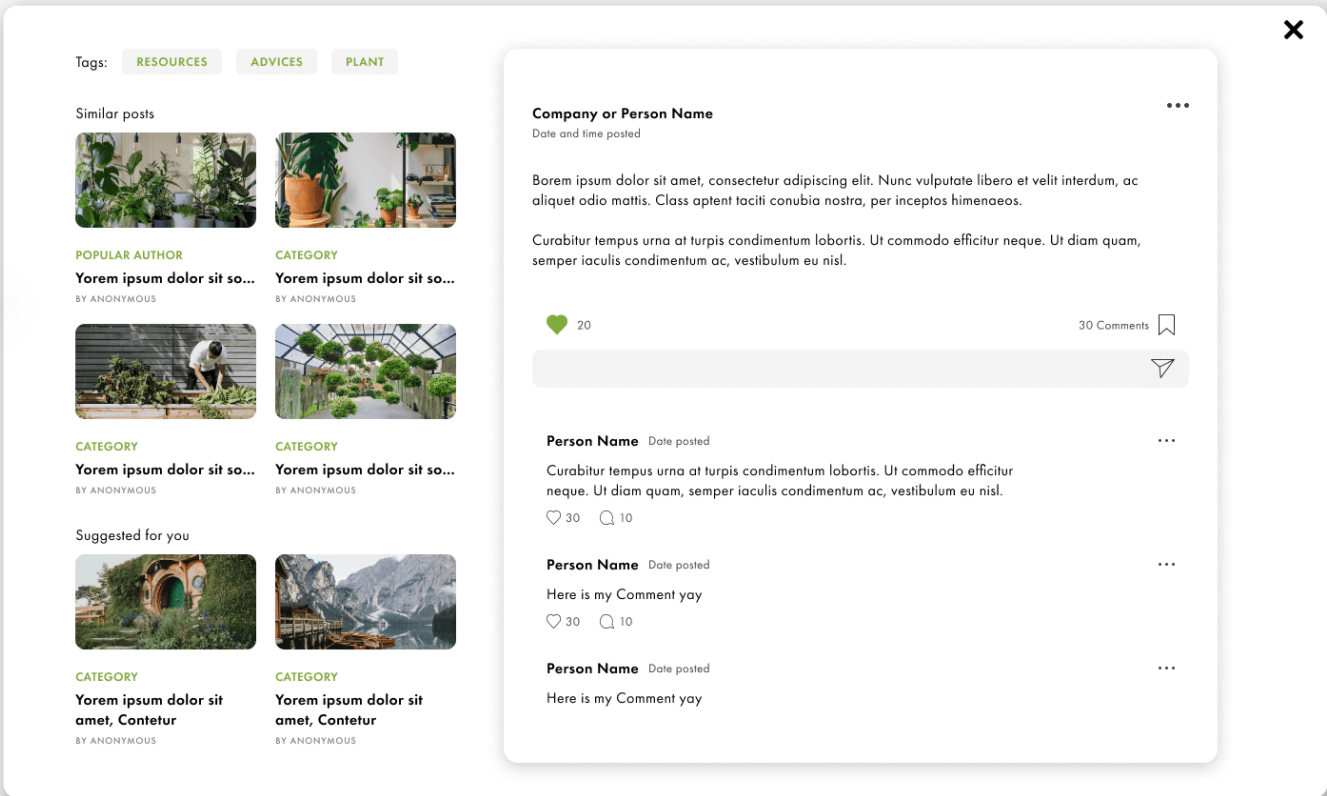 Tags: RESOURCES ADVICES PLANT
Similar posts
POPULAR AUTHOR
Yorem ipsum dolor sit so...
BY ANONYMOUS
CATEGORY
Yorem ipsum dolor sit so...
BY ANONYMOUS
CATEGORY
Yorem ipsum dolor sit so...
BY ANONYMOUS
CATEGORY
Yorem ipsum dolor sit so...
BY ANONYMOUS
Suggested for you
CATEGORY
Yorem ipsum dolor sit
amet, Contetur
BY ANONYMOUS
CATEGORY
Yorem ipsum dolor sit
amet, Contetur
BY ANONYMOUS
Company or Person Name
Date and time posted
Borem ipsum dolor sit amet, consectetur adipiscing elit. Nunc vulputate libero et velit interdum, ac
aliquet odio mattis. Class aptent taciti conubia nostra, per inceptos himenaeos.
Curabitur tempus urna at turpis condimentum lobortis. Ut commodo efficitur neque. Ut diam quam,
semper iaculis condimentum ac, vestibulum eu nisl.
20
30 Comments
Person Name Date posted
Curabitur tempus urna at turpis condimentum lobortis. Ut commodo efficitur
neque. Ut diam quam, semper iaculis condimentum ac, vestibulum eu nisl.
30 10
Person Name Date posted
Here is my Comment yay
30 10
Person Name Date posted
Here is my Comment yay